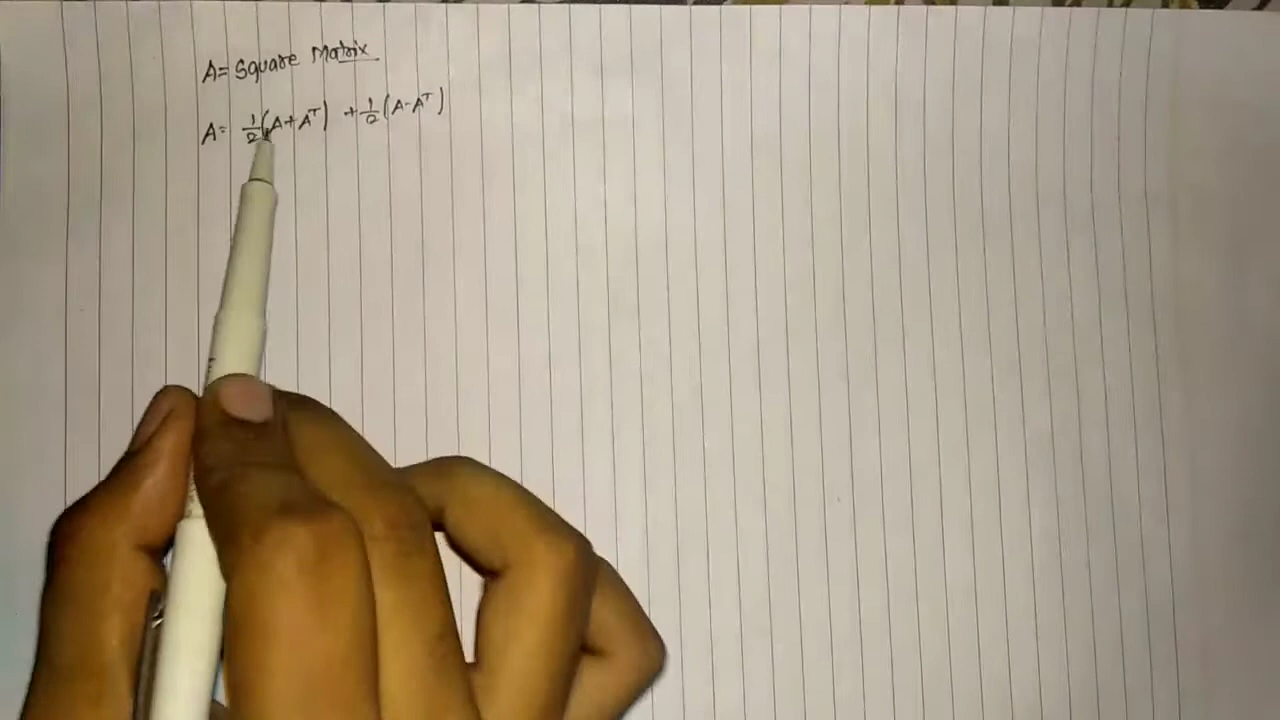 A= Square Matrix
A= 1/2(A+A^T) + 1/2(A-A^T)